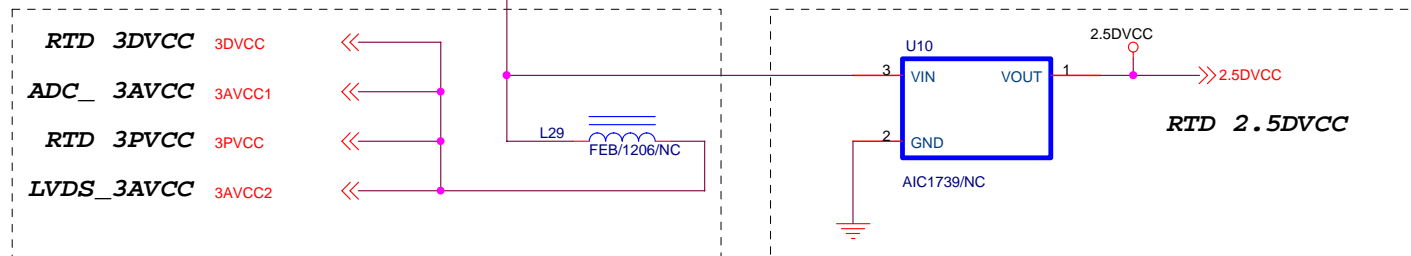 RTD 3DVCC 3DVCC
ADC_ 3AVCC 3AVCC1
RTD 3PVCC 3PVCC
LVDS_3AVCC 3AVCC2
L29
FEB/1206/NC
U10
3 VIN VOUT 1
2 GND
AIC1739/NC
2.5DVCC
2.5DVCC
RTD 2.5DVCC